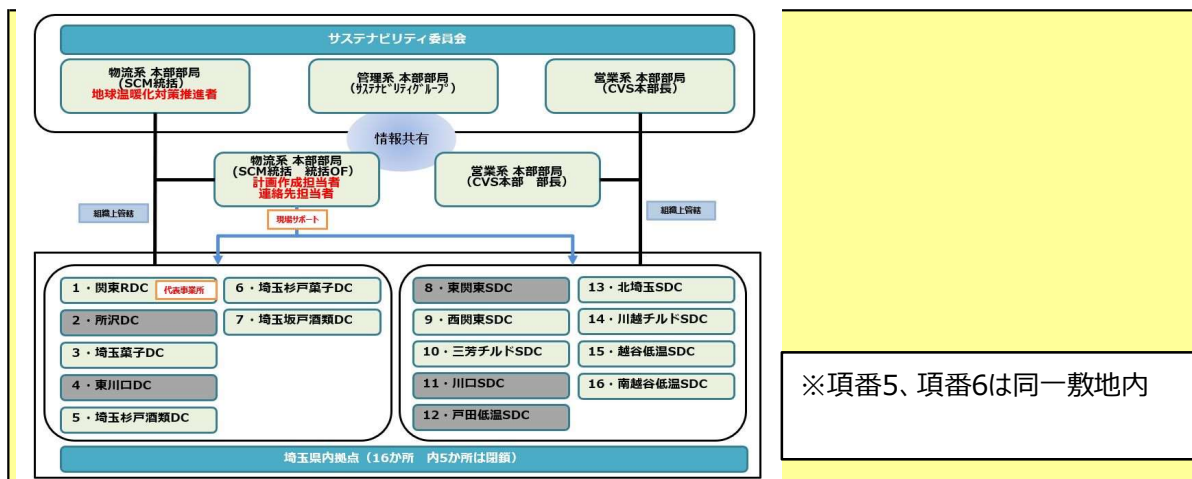 サステナビリティ委員会
物流系 本部部局
(SCM統括)
地球温暖化対策推進者
管理系 本部部局
(ｻｽﾃﾅﾋﾞﾘﾃｨｸﾞﾙｰﾌﾟ)
営業系 本部部局
(CVS本部長)
情報共有
物流系 本部部局
(SCM統括 統括OF)
計画作成担当者
連絡先担当者
営業系 本部部局
(CVS本部 部長)
組織上管轄
現場サポート
組織上管轄
1・関東RDC 代表事業所
2・所沢DC
3・埼玉菓子DC
4・東川口DC
5・埼玉杉戸酒類DC
6・埼玉杉戸菓子DC
7・埼玉坂戸酒類DC
8・東関東SDC
9・西関東SDC
10・三芳チルドSDC
11・川口SDC
12・戸田低温SDC
13・北埼玉SDC
14・川越チルドSDC
15・越谷低温SDC
16・南越谷低温SDC
埼玉県内拠点（16か所 内5か所は閉鎖）
※項番5、項番6は同一敷地内